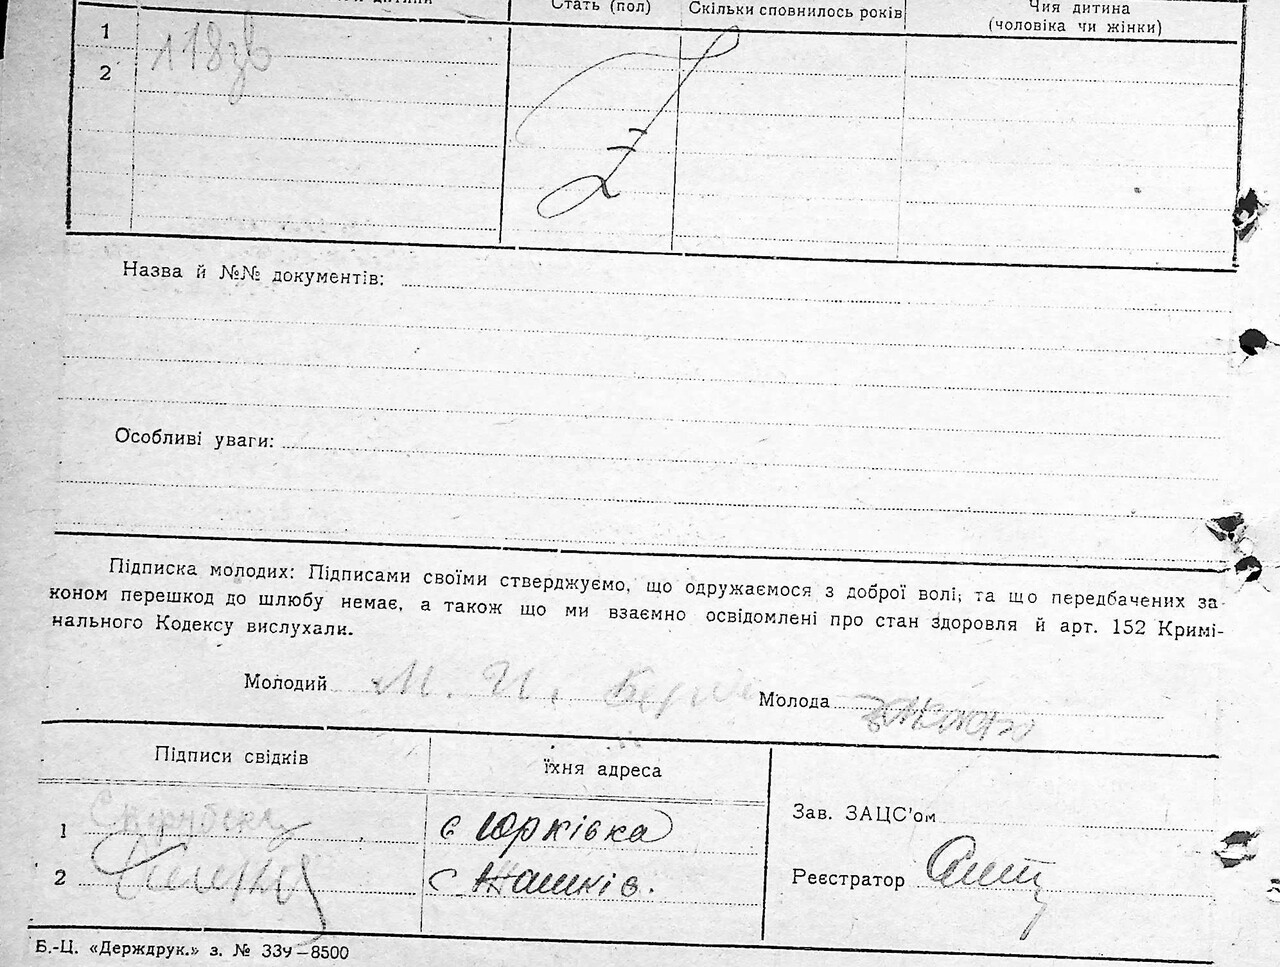 дитини Стать (пол) Скільки сповнилось років Чия дитина
(чоловіка чи жінки)
1 118зв
2
Назва й №№ документів:
Особливі уваги:
Підписка молодих: Підписами своїми стверджуємо, що одружаємося з доброї волі; та що передбачених за-
коном перешкод до шлюбу немає, а також що ми взаємно освідомлені про стан здоровля й арт. 152 Кримі-
нального Кодексу вислухали.
Молодий М. И. Молода
Підписи свідків їхня адреса
Зав. ЗАЦС'ом
1 с Юрківка
2 с Жашків.
Реєстратор
Б.-Ц. «Держдрук.» з. № 339—8500